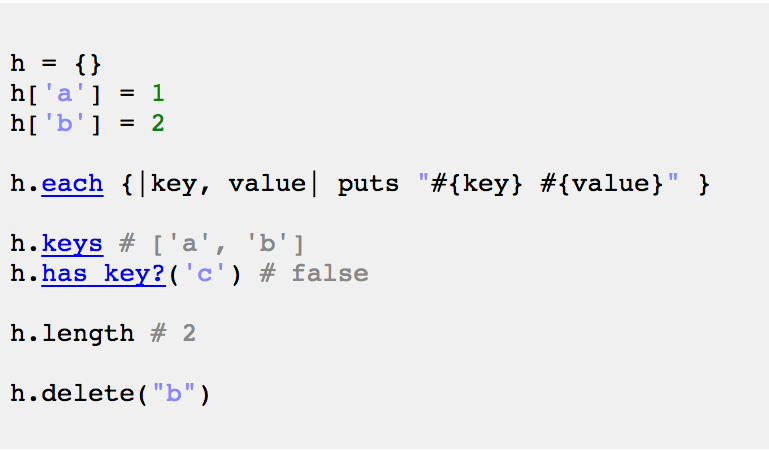 h = {}
h['a'] = 1
h['b'] = 2
h.each {|key, value| puts "#{key} #{value}" }
h.keys # ['a', 'b']
h.has_key?('c') # false
h.length # 2
h.delete("b")